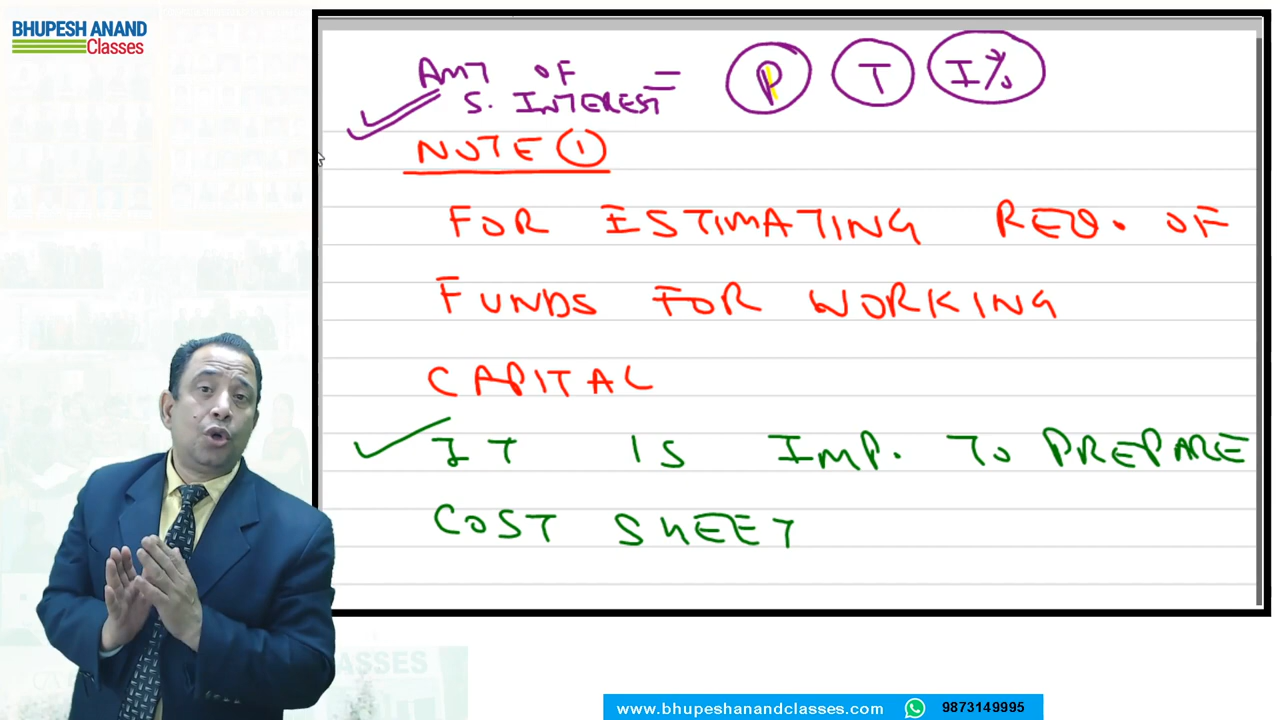 BHUPESH ANAND
Classes
AMT OF
S. INTEREST = P T I%
NOTE 1
FOR ESTIMATING REQ. OF
FUNDS FOR WORKING
CAPITAL
IT IS IMP. TO PREPARE
COST SHEET
CLASSES
www.bhupeshanandclasses.com 9873149995